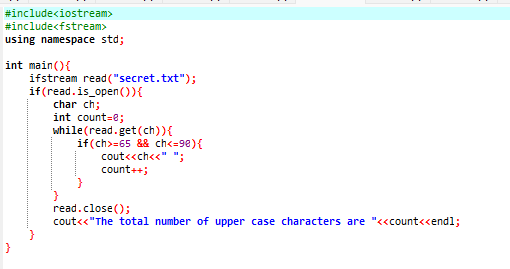 #include<iostream>
#include<fstream>
using namespace std;
int main(){
ifstream read("secret.txt");
if(read.is_open()){
char ch;
int count=0;
while(read.get(ch)){
if(ch>=65 && ch<=90){
cout<<ch<<" ";
count++;
}
}
read.close();
cout<<"The total number of upper case characters are "<<count<<endl;
}
}